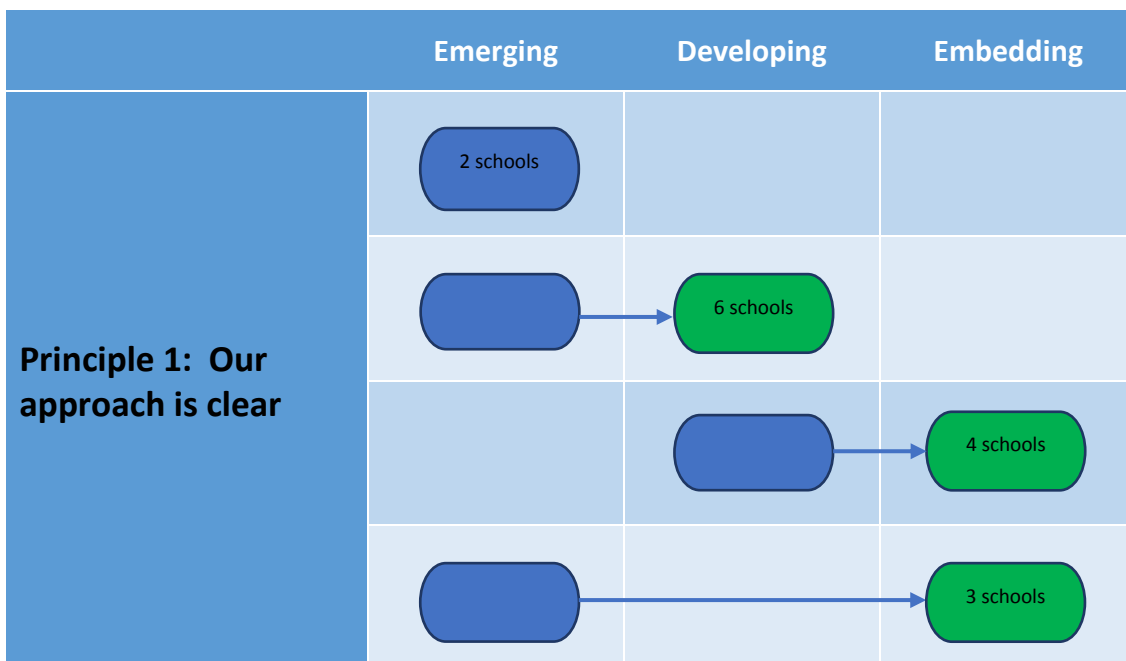 Emerging Developing Embedding
2 schools
6 schools
Principle 1: Our
approach is clear
4 schools
3 schools